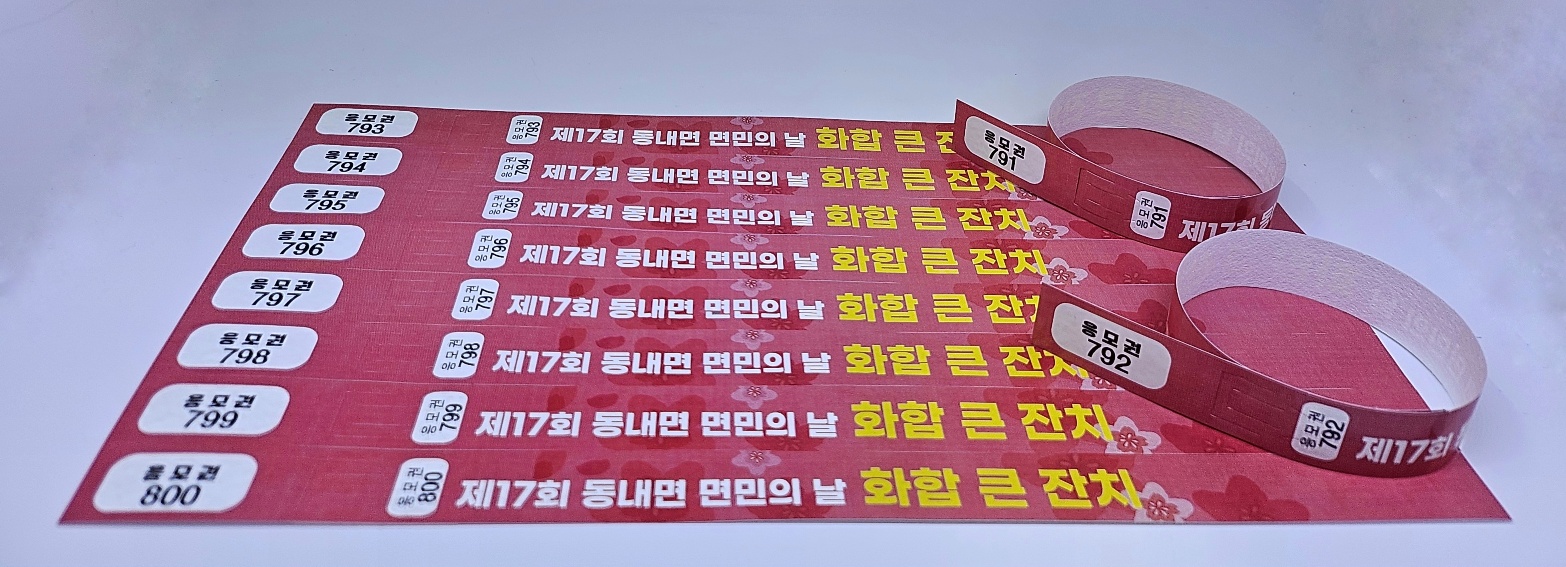 응모권 793 응모권 793 제17회 동내면 면민의 날 화합 큰
응모권 794 응모권 794 제17회 동내면 면민의 날 화합 큰 잔치
응모권 795 응모권 795 제17회 동내면 면민의 날 화합 큰 잔치
응모권 796 응모권 796 제17회 동내면 면민의 날 화합 큰 잔치
응모권 797 응모권 797 제17회 동내면 면민의 날 화합 큰 잔치
응모권 798 응모권 798 제17회 동내면 면민의 날 화합 큰 잔치
응모권 799 응모권 799 제17회 동내면 면민의 날 화합 큰 잔치
응모권 800 응모권 800 제17회 동내면 면민의 날 화합 큰 잔치
응모권 791 응모권 791 제17회
응모권 792 응모권 792 제17회